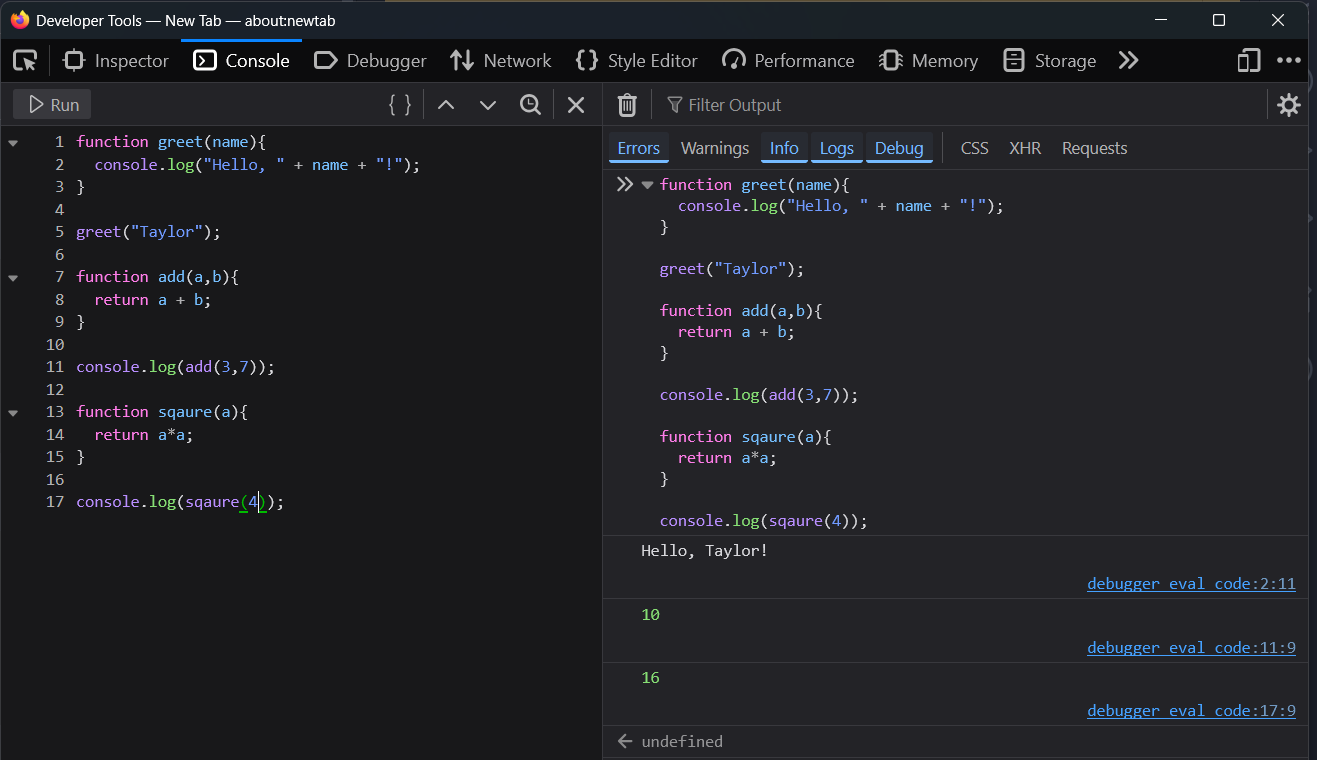 Developer Tools — New Tab — about:newtab
Inspector Console Debugger Network Style Editor Performance Memory Storage
Run
{ }
Filter Output
Errors Warnings Info Logs Debug CSS XHR Requests
1 function greet(name){
2   console.log("Hello, " + name + "!");
3 }
4
5 greet("Taylor");
6
7 function add(a,b){
8   return a + b;
9 }
10
11 console.log(add(3,7));
12
13 function sqaure(a){
14   return a*a;
15 }
16
17 console.log(sqaure(4));
function greet(name){
  console.log("Hello, " + name + "!");
}
greet("Taylor");
function add(a,b){
  return a + b;
}
console.log(add(3,7));
function sqaure(a){
  return a*a;
}
console.log(sqaure(4));
Hello, Taylor!
debugger eval code:2:11
10
debugger eval code:11:9
16
debugger eval code:17:9
undefined